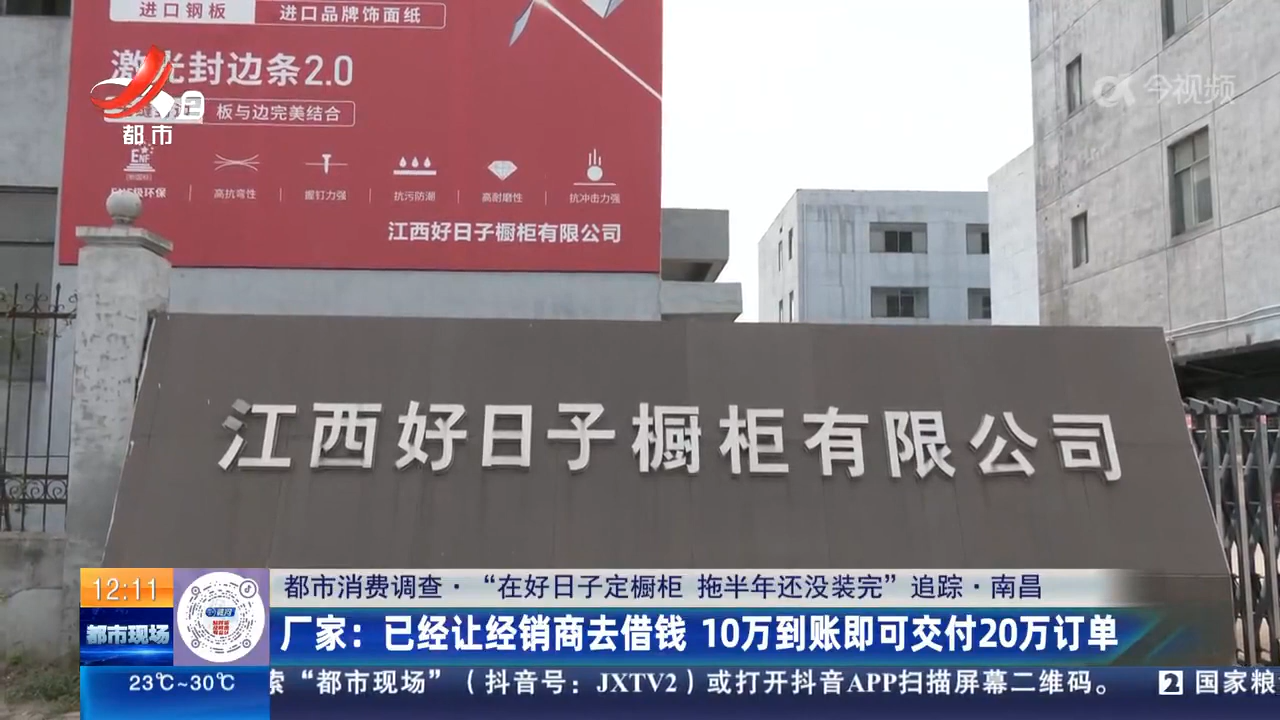 进口钢板
进口品牌饰面纸
激光封边条2.0
板与边完美结合
都市
2
今视频
ENF
ENF级环保
高抗弯性
握钉力强
抗污防潮
高耐磨性
抗冲击力强
江西好日子橱柜有限公司
江西好日子橱柜有限公司
12:11
都市消费调查·“在好日子定橱柜 拖半年还没装完”追踪·南昌
都市现场
厂家：已经让经销商去借钱 10万到账即可交付20万订单
23℃~30℃
索“都市现场”（抖音号：JXTV2）或打开抖音APP扫描屏幕二维码。 2 国家粮